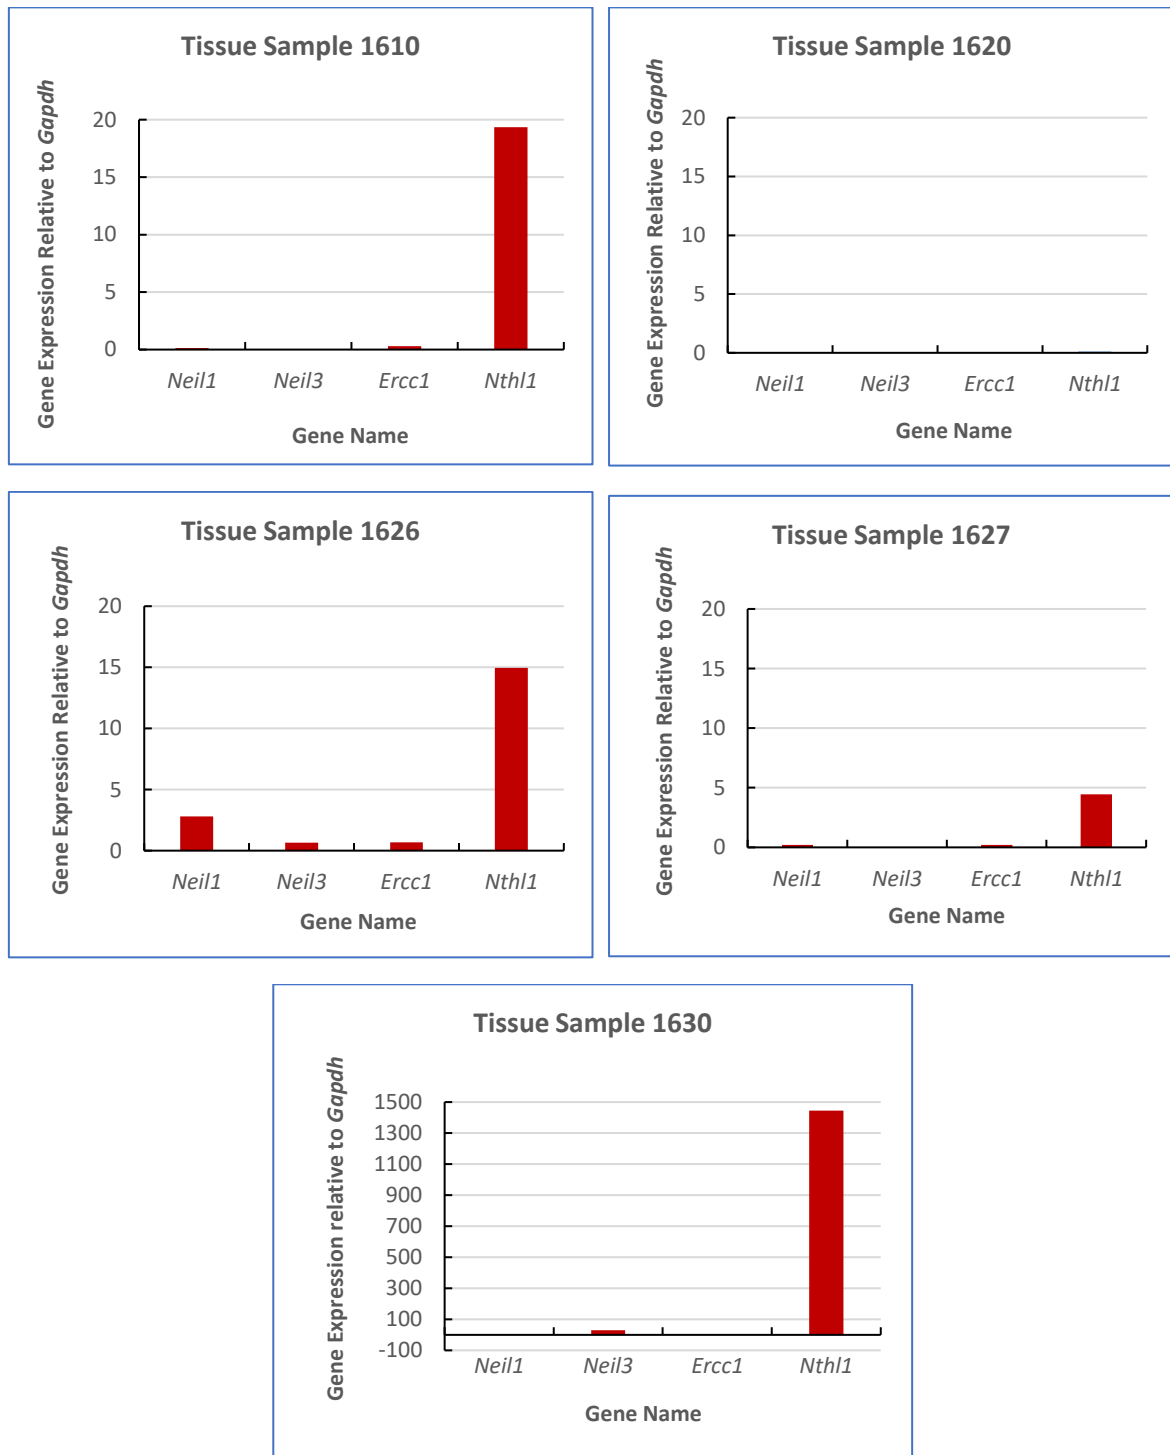 Tissue Sample 1610
Gene Expression Relative to Gapdh
20
15
10
5
0
Neil1 Neil3 Ercc1 Nthl1
Gene Name
Tissue Sample 1620
Gene Expression Relative to Gapdh
20
15
10
5
0
Neil1 Neil3 Ercc1 Nthl1
Gene Name
Tissue Sample 1626
Gene Expression Relative to Gapdh
20
15
10
5
0
Neil1 Neil3 Ercc1 Nthl1
Gene Name
Tissue Sample 1627
Gene Expression Relative to Gapdh
20
15
10
5
0
Neil1 Neil3 Ercc1 Nthl1
Gene Name
Tissue Sample 1630
Gene Expression relative to Gapdh
1500
1300
1100
900
700
500
300
100
-100
Neil1 Neil3 Ercc1 Nthl1
Gene Name